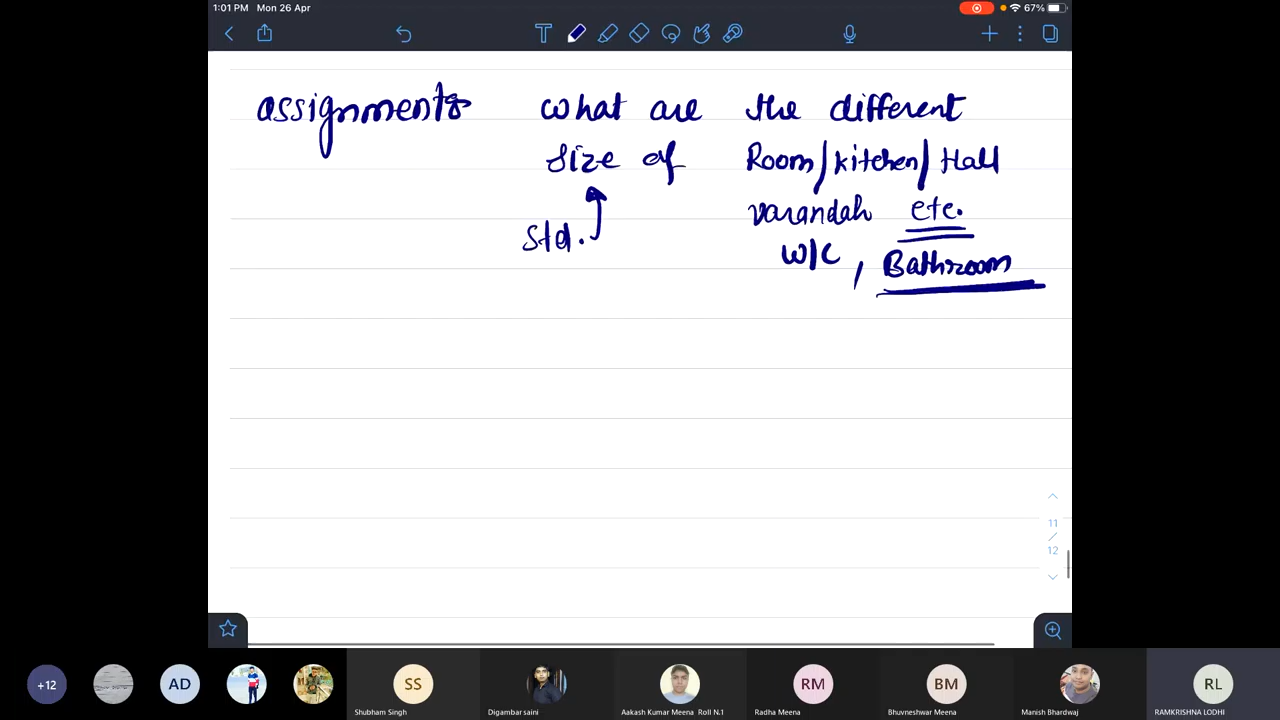 1:01 PM Mon 26 Apr
67%
T
assignments What are the different
size of Room/kitchen/Hall
Std. varandah etc.
W/C, Bathroom
11
/
12
+12
AD
SS
RM
BM
RL
Shubham Singh
Digambar saini
Aakash Kumar Meena Roll N.1
Radha Meena
Bhuvneshwar Meena
Manish Bhardwaj
RAMKRISHNA LODHI